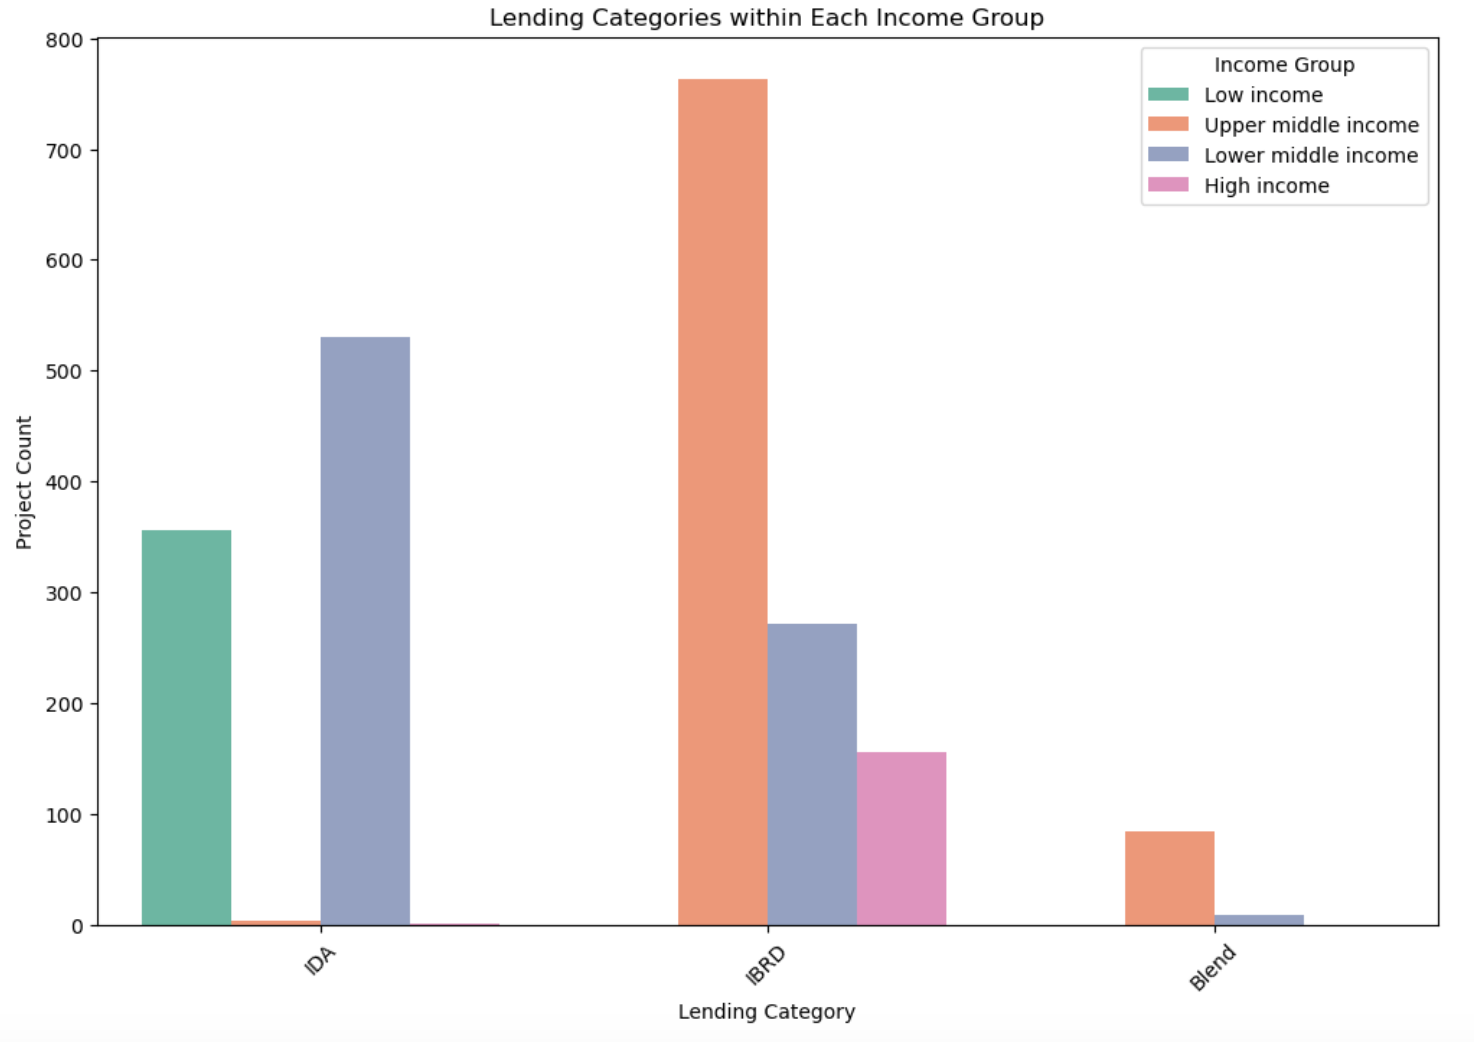 Lending Categories within Each Income Group
800
700
600
500
400
300
200
100
0
Project Count
Income Group
Low income
Upper middle income
Lower middle income
High income
IDA
IBRD
Blend
Lending Category